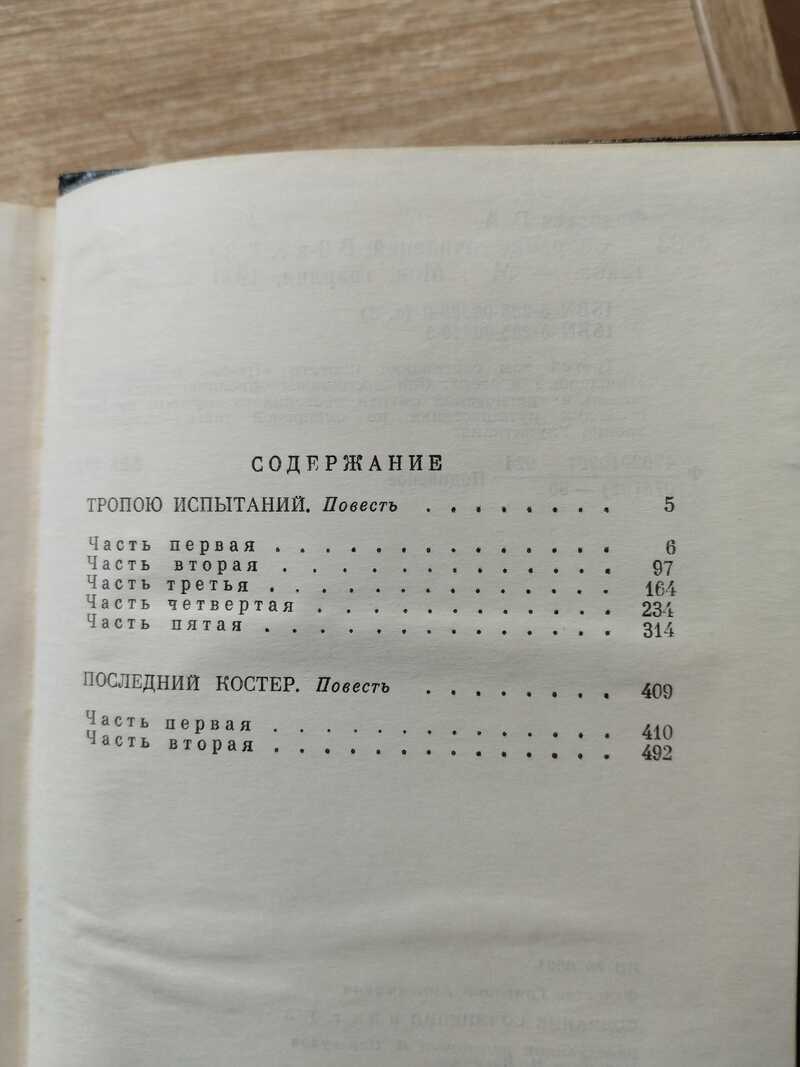 СОДЕРЖАНИЕ
ТРОПОЮ ИСПЫТАНИЙ. Повесть . . . . . . . . 5
Часть первая . . . . . . . . . . . . . . 6
Часть вторая . . . . . . . . . . . . . 97
Часть третья . . . . . . . . . . . . . . 164
Часть четвертая . . . . . . . . . . . . 234
Часть пятая . . . . . . . . . . . . . . 314
ПОСЛЕДНИЙ КОСТЕР. Повесть . . . . . . . . 409
Часть первая . . . . . . . . . . . . . . 410
Часть вторая . . . . . . . . . . . . . . 492